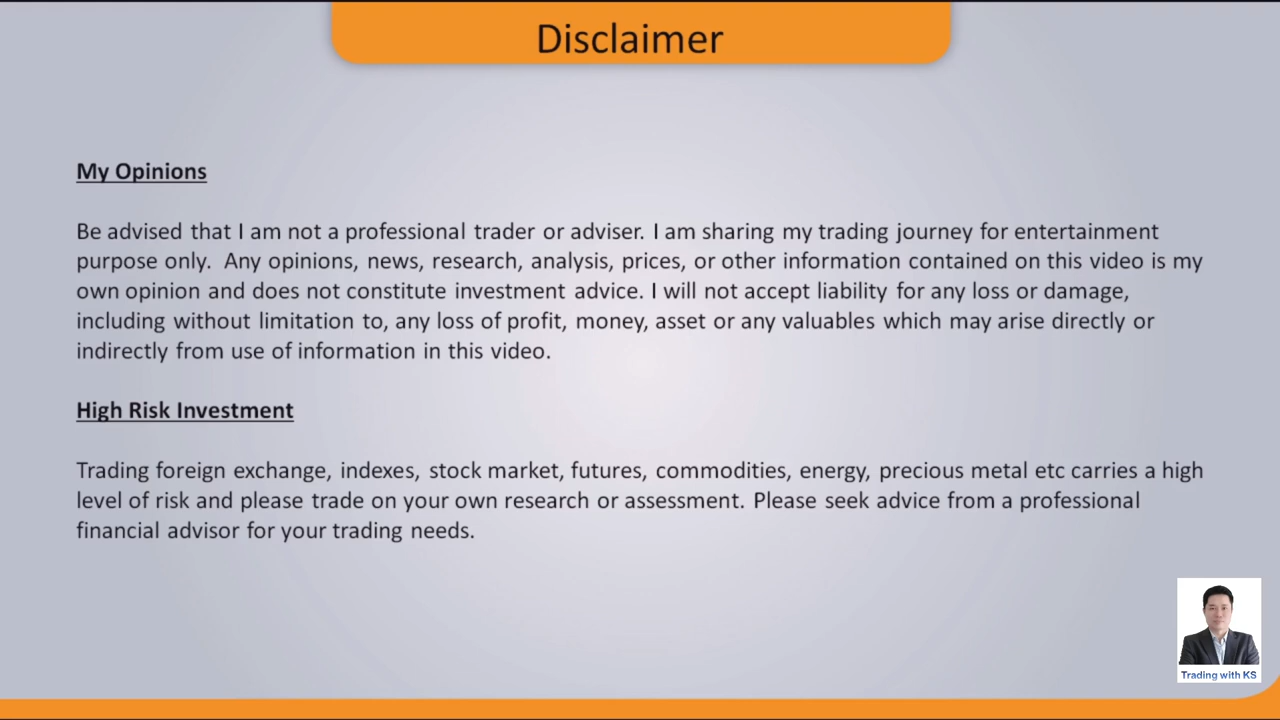 Disclaimer
My Opinions
Be advised that I am not a professional trader or adviser. I am sharing my trading journey for entertainment
purpose only.  Any opinions, news, research, analysis, prices, or other information contained on this video is my
own opinion and does not constitute investment advice. I will not accept liability for any loss or damage,
including without limitation to, any loss of profit, money, asset or any valuables which may arise directly or
indirectly from use of information in this video.
High Risk Investment
Trading foreign exchange, indexes, stock market, futures, commodities, energy, precious metal etc carries a high
level of risk and please trade on your own research or assessment. Please seek advice from a professional
financial advisor for your trading needs.
Trading with KS